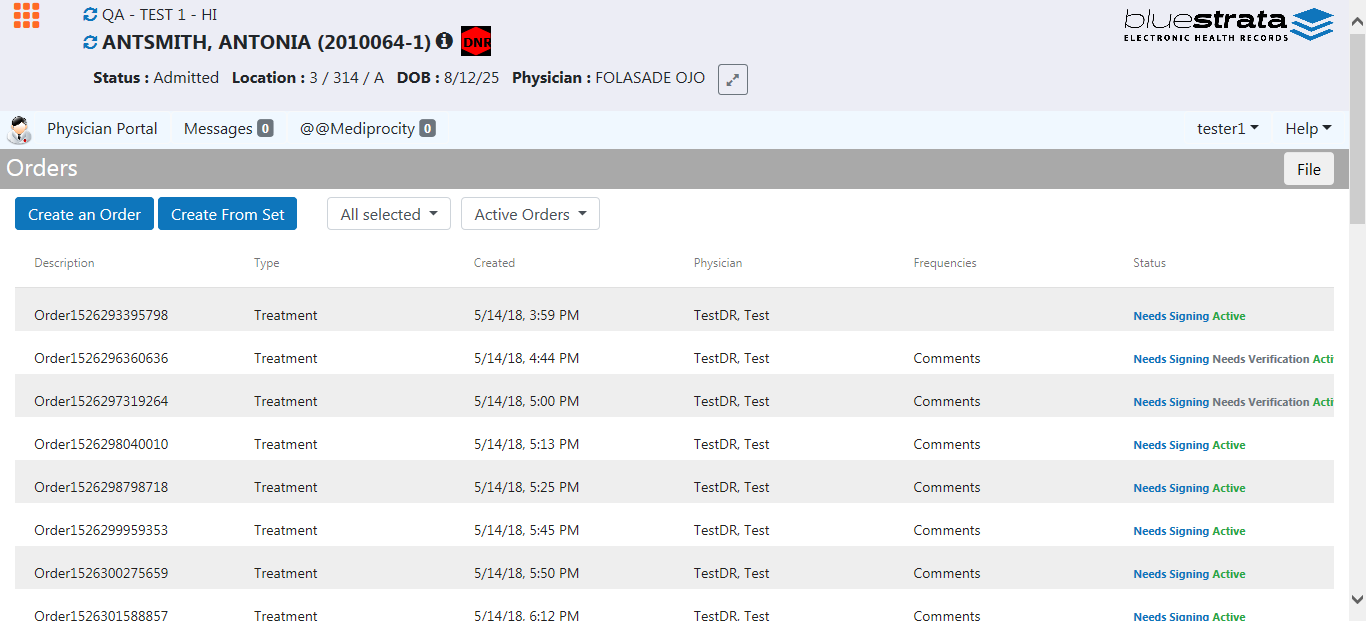 QA - TEST 1 - HI
ANTSMITH, ANTONIA (2010064-1) DNR
bluestrata
ELECTRONIC HEALTH RECORDS
Status : Admitted Location : 3 / 314 / A DOB : 8/12/25 Physician : FOLASADE OJO
Physician Portal Messages 0 @@Mediprocity 0 tester1 Help
Orders File
Create an Order Create From Set All selected Active Orders
Description Type Created Physician Frequencies Status
Order1526293395798 Treatment 5/14/18, 3:59 PM TestDR, Test Needs Signing Active
Order1526296360636 Treatment 5/14/18, 4:44 PM TestDR, Test Comments Needs Signing Needs Verification Acti
Order1526297319264 Treatment 5/14/18, 5:00 PM TestDR, Test Comments Needs Signing Needs Verification Acti
Order1526298040010 Treatment 5/14/18, 5:13 PM TestDR, Test Comments Needs Signing Active
Order1526298798718 Treatment 5/14/18, 5:25 PM TestDR, Test Comments Needs Signing Active
Order1526299959353 Treatment 5/14/18, 5:45 PM TestDR, Test Comments Needs Signing Active
Order1526300275659 Treatment 5/14/18, 5:50 PM TestDR, Test Comments Needs Signing Active
Order1526301588857 Treatment 5/14/18, 6:12 PM TestDR, Test Comments Needs Signing Active